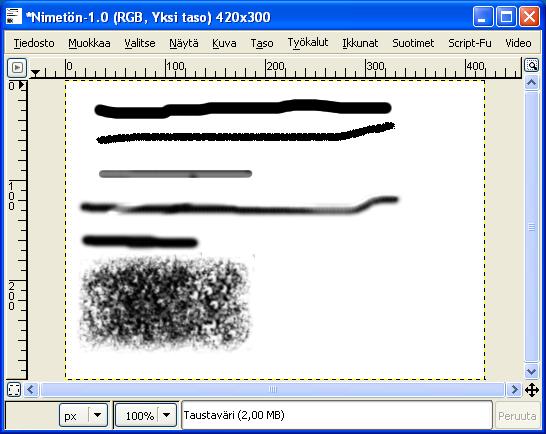 *Nimetön-1.0 (RGB, Yksi taso) 420x300
Tiedosto Muokkaa Valitse Näytä Kuva Taso Työkalut Ikkunat Suotimet Script-Fu Video
0 100 200 300 400
0
100
200
px 100% Taustaväri (2,00 MB) Peruuta